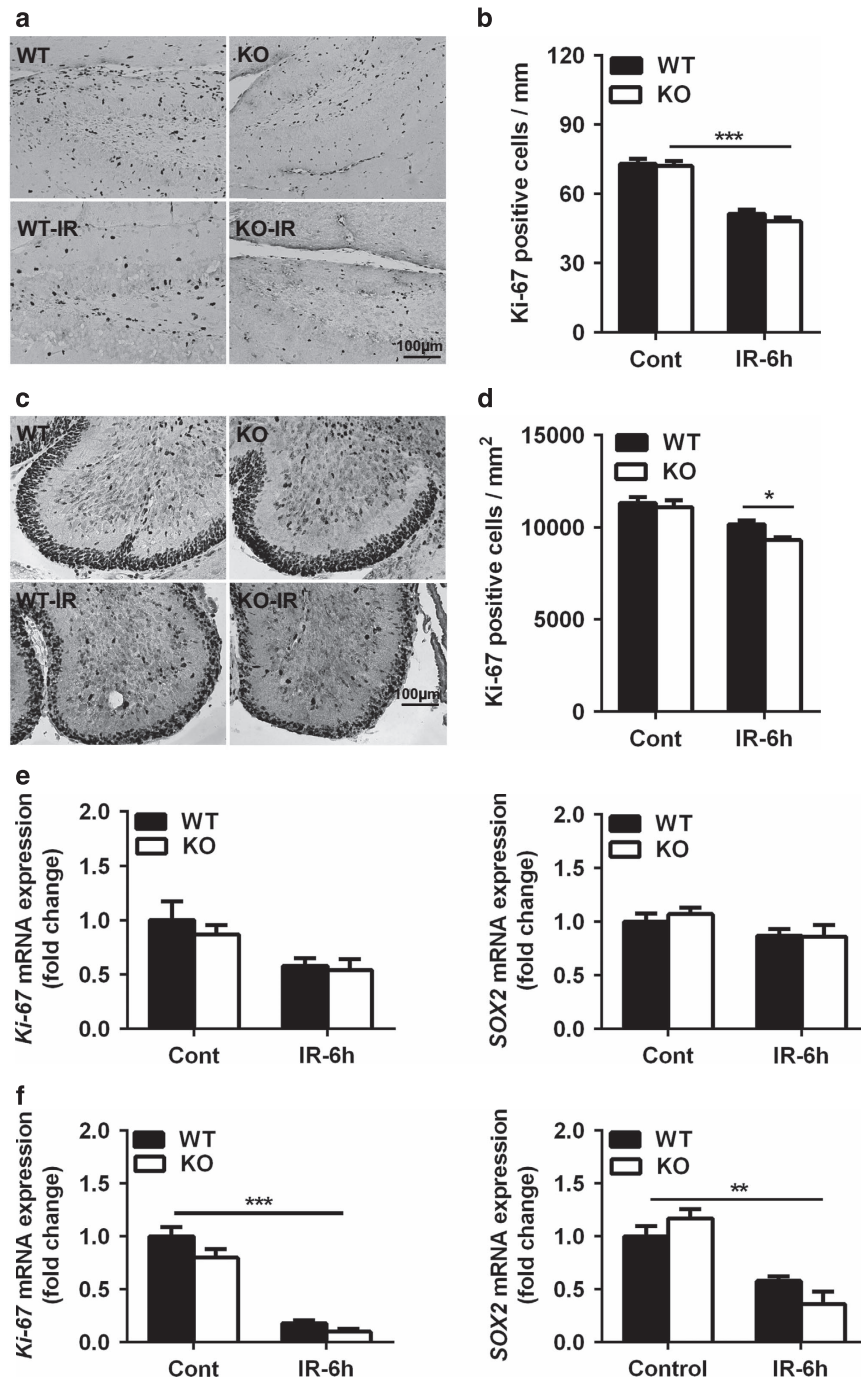 a
WT
KO
WT-IR
KO-IR
100μm
b
Ki-67 positive cells / mm
120
90
60
30
0
WT
KO
***
Cont
IR-6h
c
WT
KO
WT-IR
KO-IR
100μm
d
Ki-67 positive cells / mm²
15000
10000
5000
0
WT
KO
*
Cont
IR-6h
e
Ki-67 mRNA expression
(fold change)
2.0
1.5
1.0
0.5
0.0
WT
KO
Cont
IR-6h
SOX2 mRNA expression
(fold change)
2.0
1.5
1.0
0.5
0.0
WT
KO
Cont
IR-6h
f
Ki-67 mRNA expression
(fold change)
2.0
1.5
1.0
0.5
0.0
WT
KO
***
Cont
IR-6h
SOX2 mRNA expression
(fold change)
2.0
1.5
1.0
0.5
0.0
WT
KO
**
Control
IR-6h